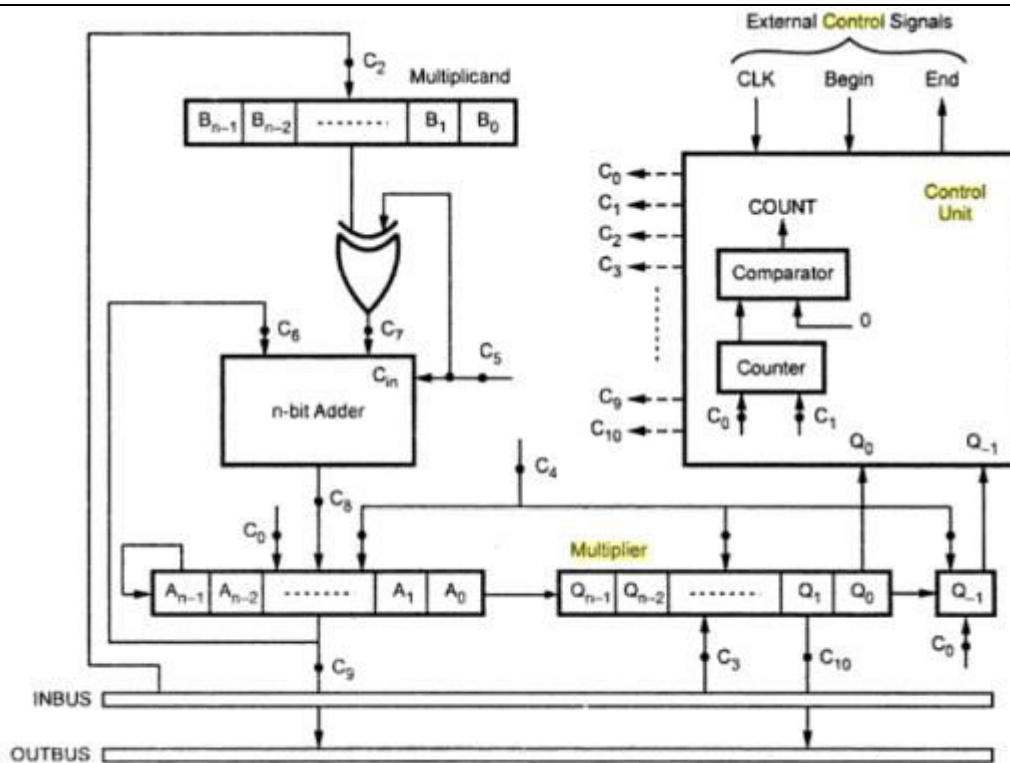 External Control Signals
CLK Begin End
C2
Multiplicand
Bn–1 Bn–2 -------- B1 B0
C0
C1
C2
C3
C9
C10
Control
Unit
COUNT
Comparator
0
Counter
C0 C1
Q0 Q–1
C6 C7
C5
Cin
n-bit Adder
C4
C8
C0
Multiplier
An–1 An–2 -------- A1 A0
Qn–1 Qn–2 -------- Q1 Q0
Q–1
C9
C3
C10
C0
INBUS
OUTBUS